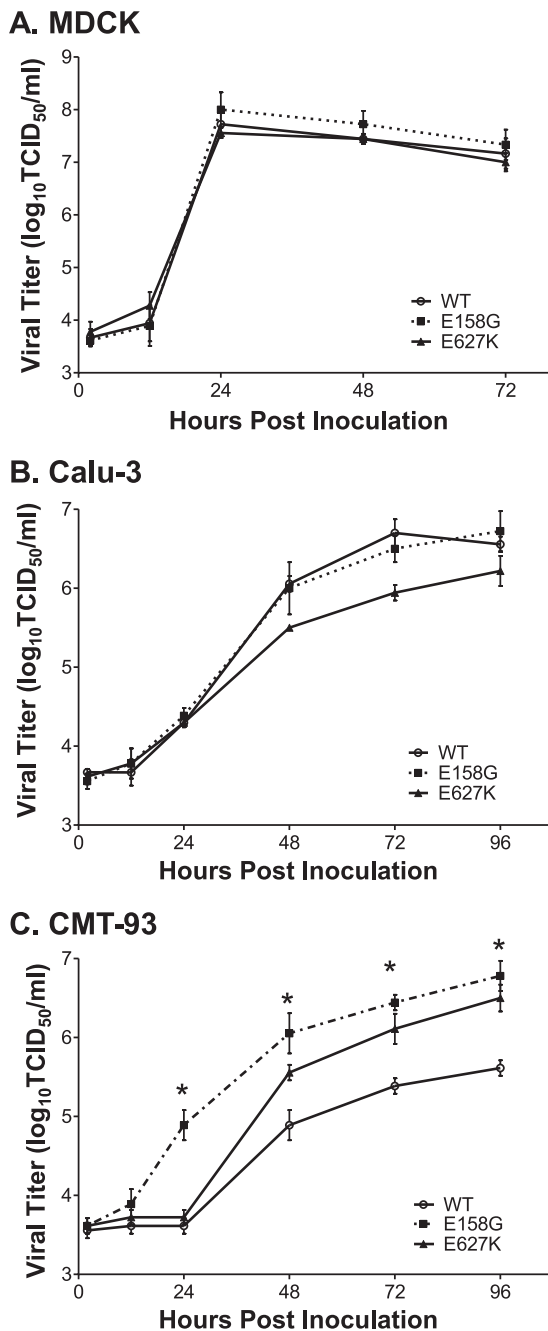 A. MDCK
Viral Titer (log10TCID50/ml)
9
8
7
6
5
4
3
0 24 48 72
WT
E158G
E627K
Hours Post Inoculation
B. Calu-3
Viral Titer (log10TCID50/ml)
7
6
5
4
3
0 24 48 72 96
WT
E158G
E627K
Hours Post Inoculation
C. CMT-93
Viral Titer (log10TCID50/ml)
7
6
5
4
3
* * * *
0 24 48 72 96
WT
E158G
E627K
Hours Post Inoculation